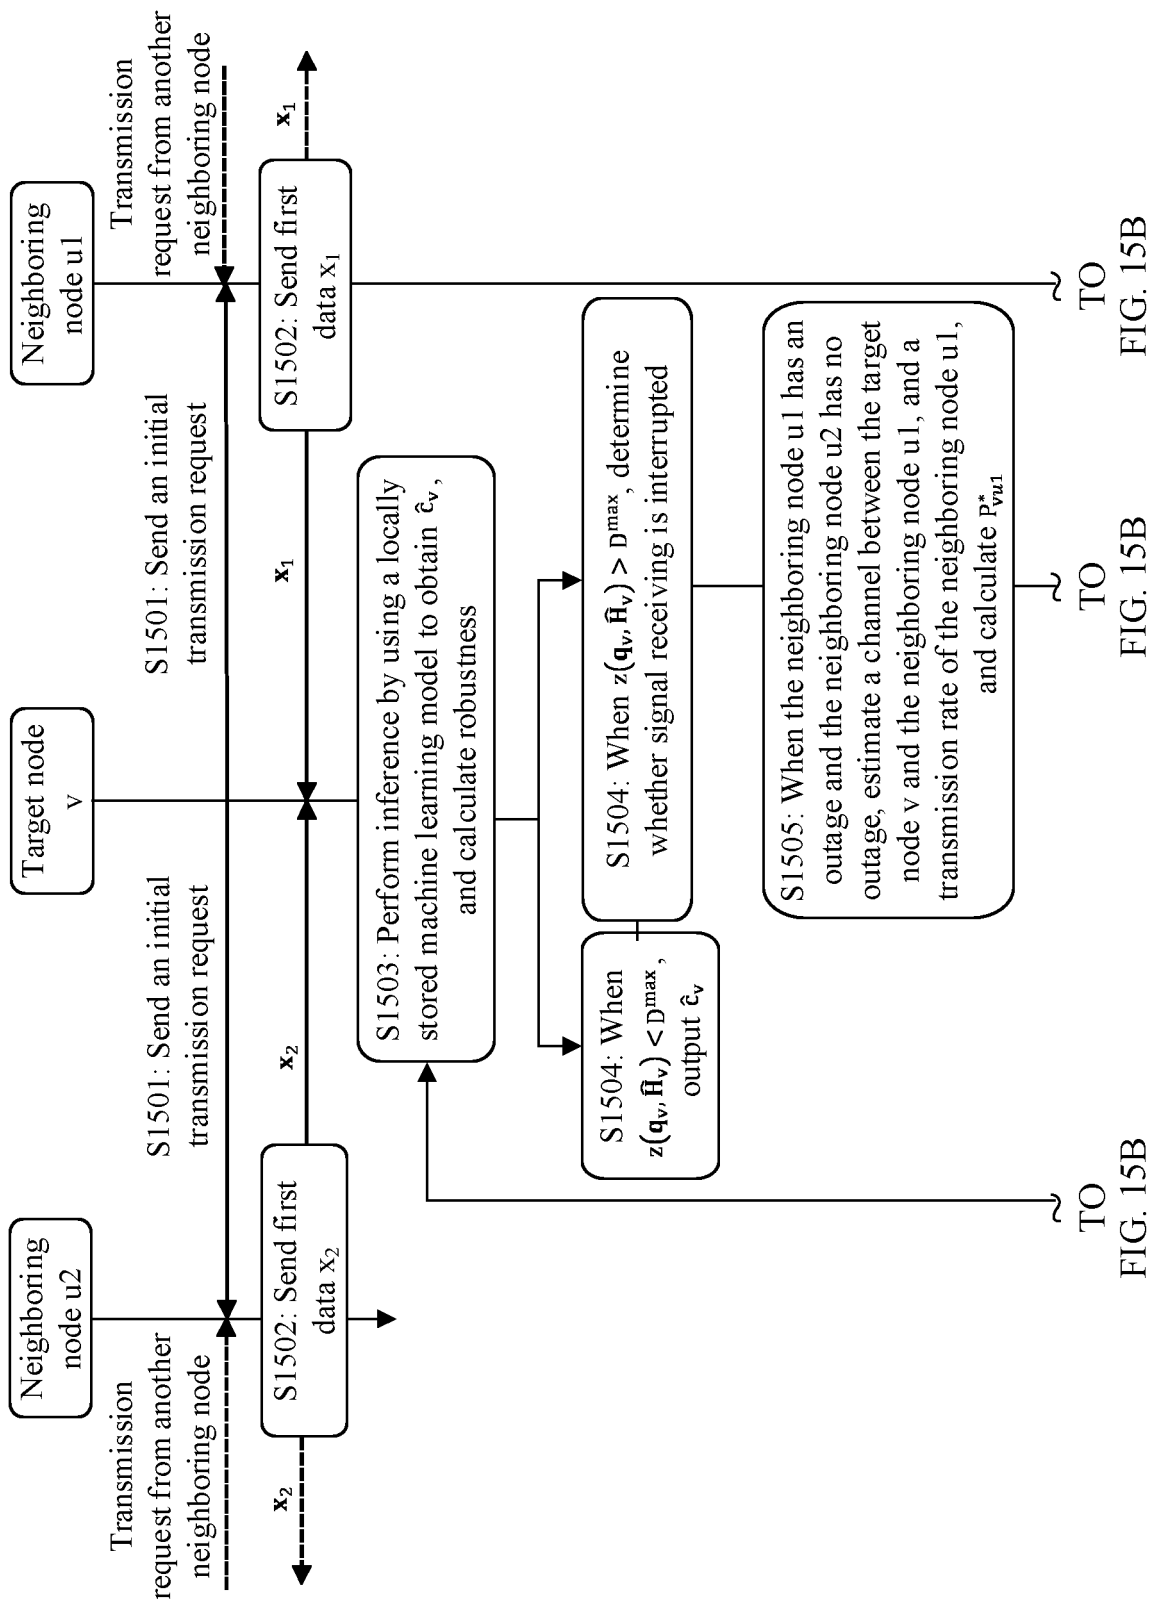 Neighboring
node u2
Target node
v
Neighboring
node u1
Transmission
request from another
neighboring node
S1501: Send an initial
transmission request
S1501: Send an initial
transmission request
Transmission
request from another
neighboring node
x₂
S1502: Send first
data x₂
x₂
x₁
S1502: Send first
data x₁
x₁
S1503: Perform inference by using a locally
stored machine learning model to obtain ĉᵥ,
and calculate robustness
S1504: When
z(qᵥ, Ĥᵥ) < Dᵐᵃˣ,
output ĉᵥ
S1504: When z(qᵥ, Ĥᵥ) > Dᵐᵃˣ, determine
whether signal receiving is interrupted
S1505: When the neighboring node u1 has an
outage and the neighboring node u2 has no
outage, estimate a channel between the target
node v and the neighboring node u1, and a
transmission rate of the neighboring node u1,
and calculate P*ᵥᵤ₁
TO
FIG. 15B
TO
FIG. 15B
TO
FIG. 15B